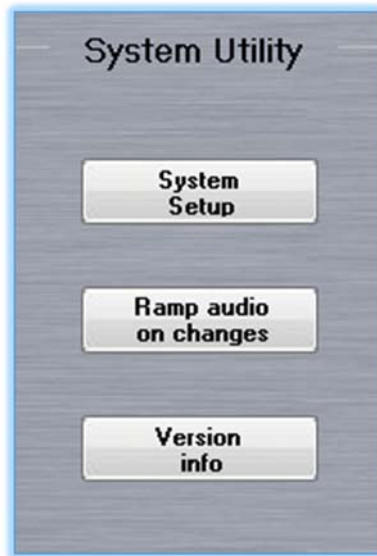 System Utility
System
Setup
Ramp audio
on changes
Version
info